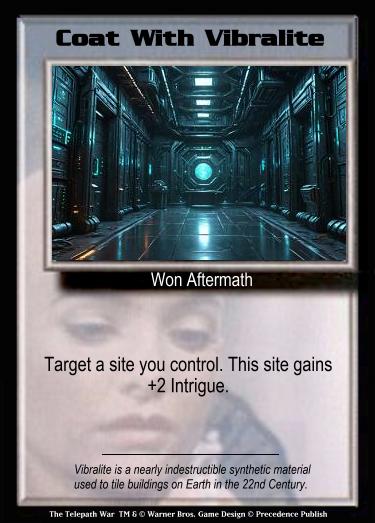 Coat With Vibralite
Won Aftermath
Target a site you control. This site gains
+2 Intrigue.
Vibralite is a nearly indestructible synthetic material
used to tile buildings on Earth in the 22nd Century.
The Telepath War TM & © Warner Bros. Game Design © Precedence Publish